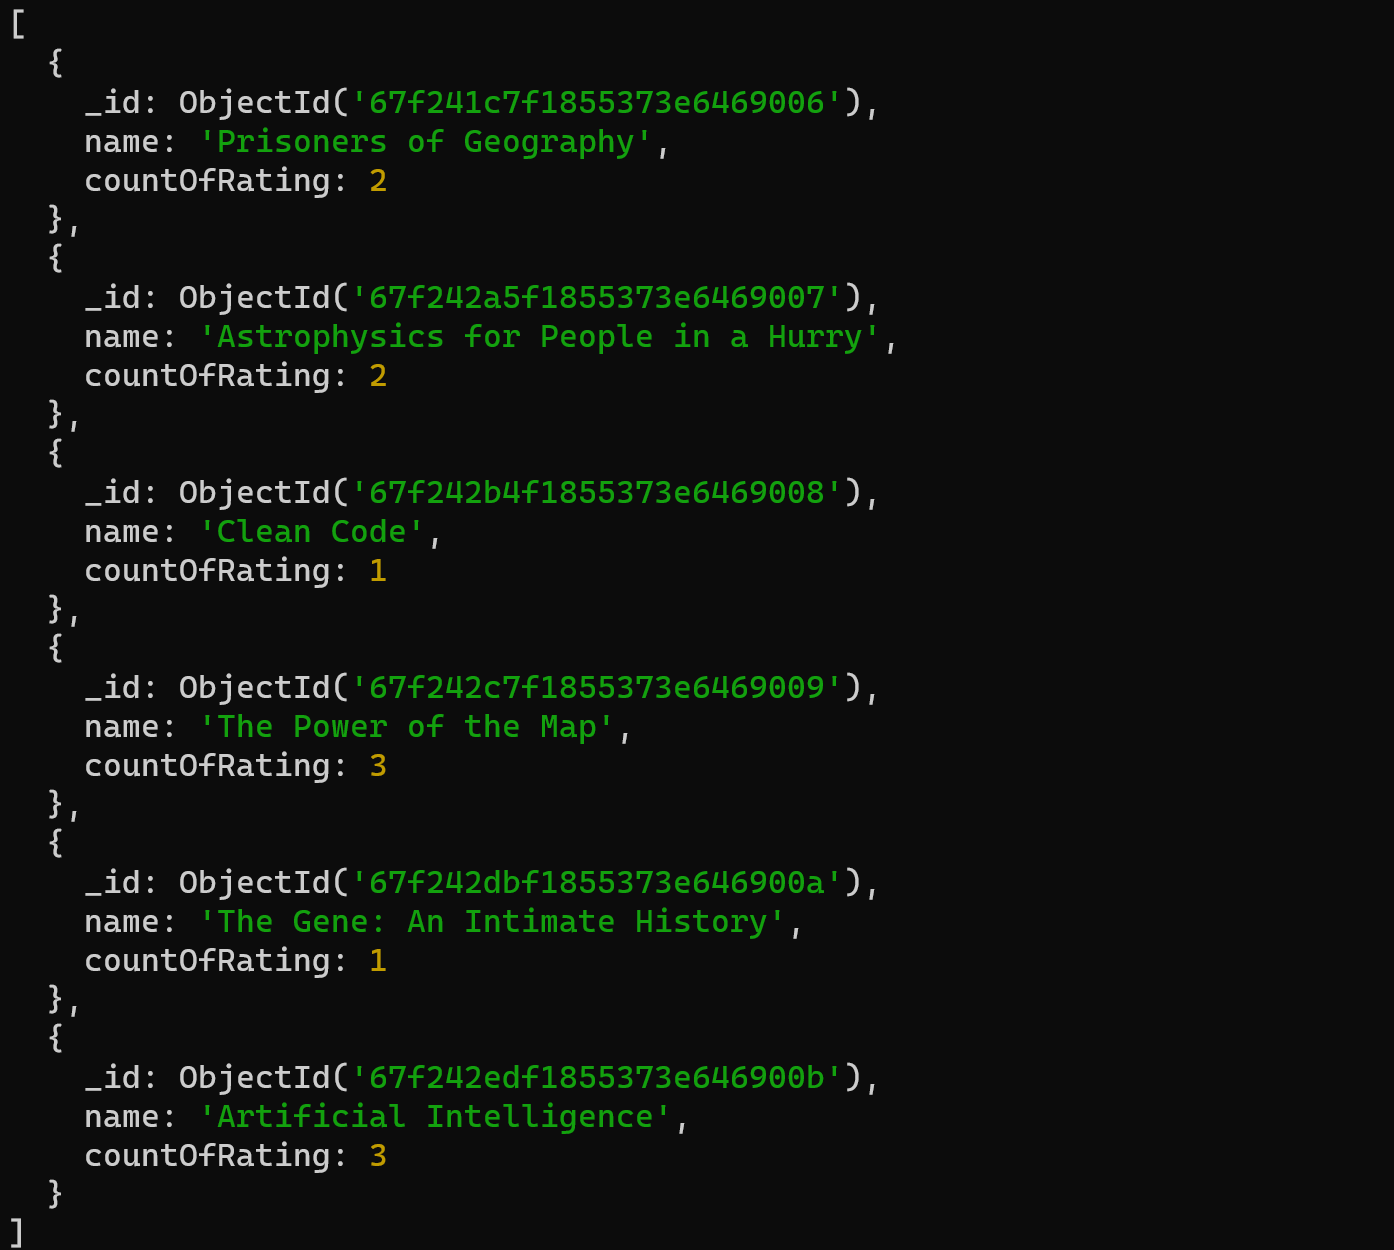 [
  {
    _id: ObjectId('67f241c7f1855373e6469006'),
    name: 'Prisoners of Geography',
    countOfRating: 2
  },
  {
    _id: ObjectId('67f242a5f1855373e6469007'),
    name: 'Astrophysics for People in a Hurry',
    countOfRating: 2
  },
  {
    _id: ObjectId('67f242b4f1855373e6469008'),
    name: 'Clean Code',
    countOfRating: 1
  },
  {
    _id: ObjectId('67f242c7f1855373e6469009'),
    name: 'The Power of the Map',
    countOfRating: 3
  },
  {
    _id: ObjectId('67f242dbf1855373e646900a'),
    name: 'The Gene: An Intimate History',
    countOfRating: 1
  },
  {
    _id: ObjectId('67f242edf1855373e646900b'),
    name: 'Artificial Intelligence',
    countOfRating: 3
  }
]